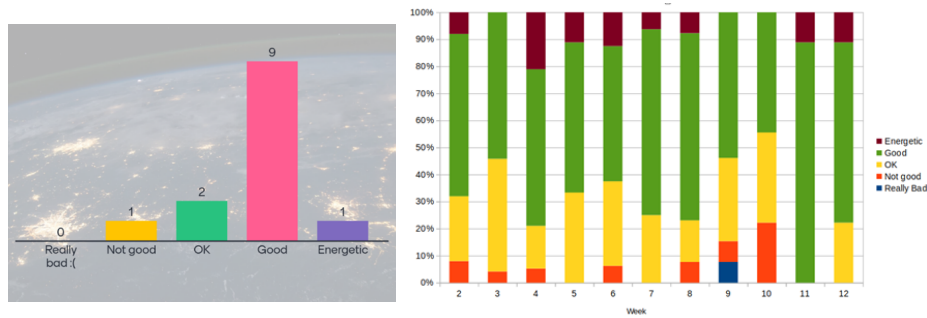 9
2
1
1
0
Really
bad :(
Not good
OK
Good
Energetic
100%
90%
80%
70%
60%
50%
40%
30%
20%
10%
0%
2 3 4 5 6 7 8 9 10 11 12
Week
Energetic
Good
OK
Not good
Really Bad